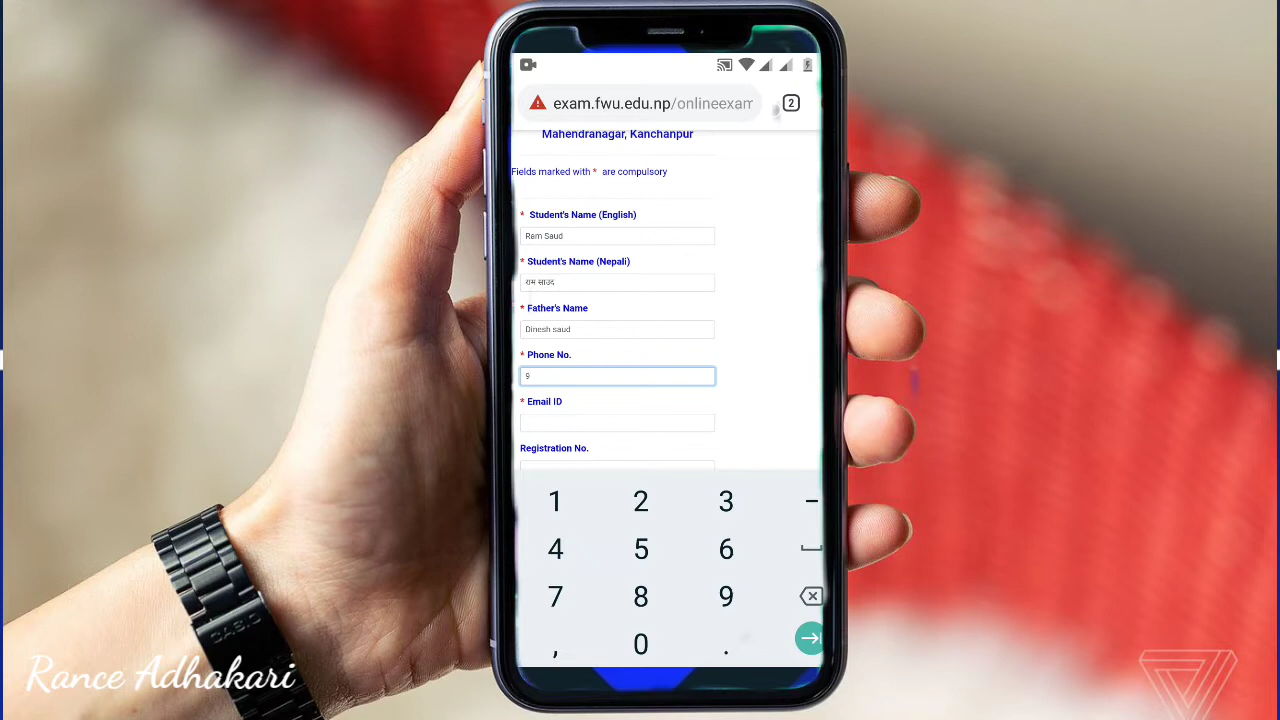 exam.fwu.edu.np/onlineexam
2
Mahendranagar, Kanchanpur
Fields marked with * are compulsory
* Student's Name (English)
Ram Saud
* Student's Name (Nepali)
राम साउद
* Father's Name
Dinesh saud
* Phone No.
9
* Email ID
Registration No.
1 2 3 -
4 5 6
7 8 9
, 0 .
CASIO
Rance Adhakari